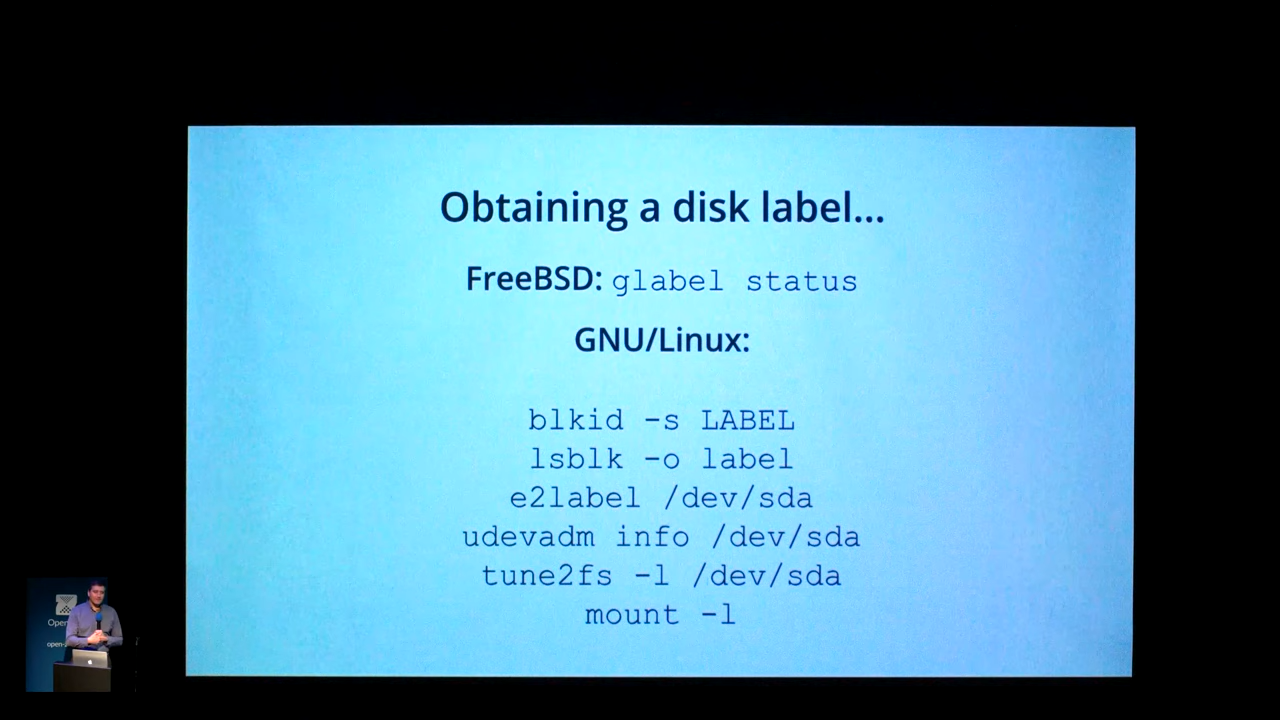 Obtaining a disk label...
FreeBSD: glabel status
GNU/Linux:
blkid -s LABEL
lsblk -o label
e2label /dev/sda
udevadm info /dev/sda
tune2fs -l /dev/sda
mount -l